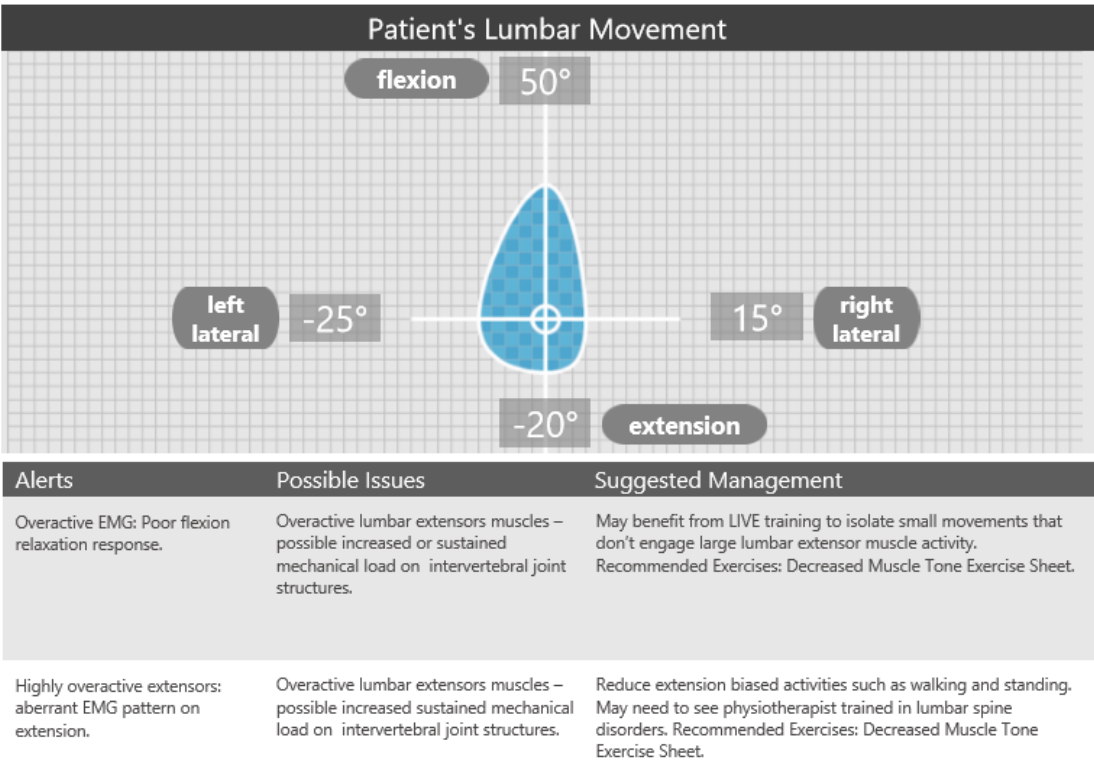 Patient's Lumbar Movement
flexion 50°
left
lateral
-25°
15°
right
lateral
-20° extension
Alerts Possible Issues Suggested Management
Overactive EMG: Poor flexion
relaxation response.
Overactive lumbar extensors muscles –
possible increased or sustained
mechanical load on intervertebral joint
structures.
May benefit from LIVE training to isolate small movements that
don't engage large lumbar extensor muscle activity.
Recommended Exercises: Decreased Muscle Tone Exercise Sheet.
Highly overactive extensors:
aberrant EMG pattern on
extension.
Overactive lumbar extensors muscles –
possible increased sustained mechanical
load on intervertebral joint structures.
Reduce extension biased activities such as walking and standing.
May need to see physiotherapist trained in lumbar spine
disorders. Recommended Exercises: Decreased Muscle Tone
Exercise Sheet.